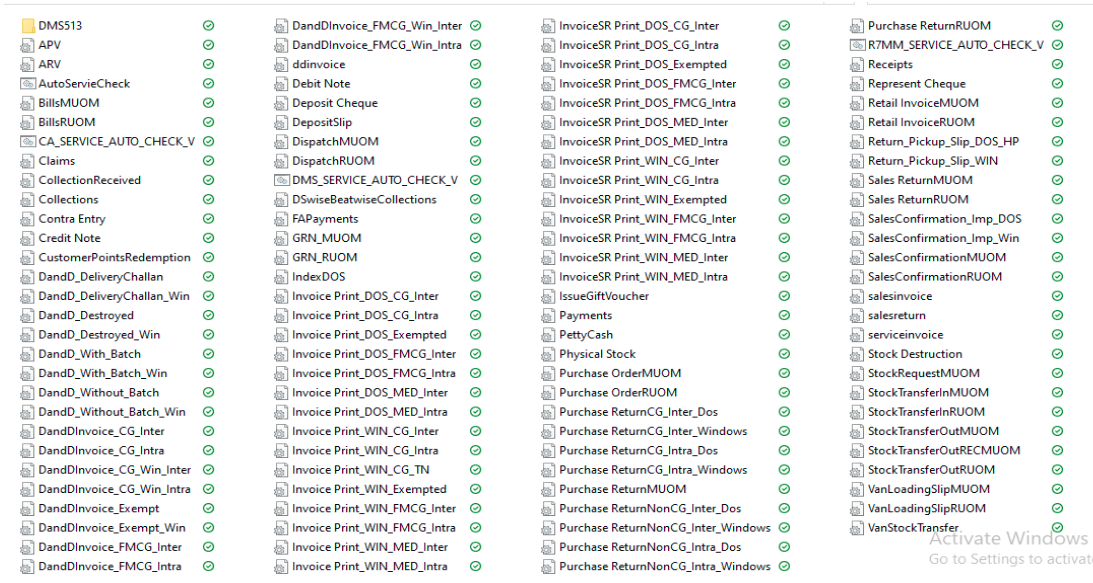 DMS513
APV
ARV
AutoServieCheck
BillsMUOM
BillsRUOM
CA_SERVICE_AUTO_CHECK_V
Claims
CollectionReceived
Collections
Contra Entry
Credit Note
CustomerPointsRedemption
DandD_DeliveryChallan
DandD_DeliveryChallan_Win
DandD_Destroyed
DandD_Destroyed_Win
DandD_With_Batch
DandD_With_Batch_Win
DandD_Without_Batch
DandD_Without_Batch_Win
DandDInvoice_CG_Inter
DandDInvoice_CG_Intra
DandDInvoice_CG_Win_Inter
DandDInvoice_CG_Win_Intra
DandDInvoice_Exempt
DandDInvoice_Exempt_Win
DandDInvoice_FMCG_Inter
DandDInvoice_FMCG_Intra
DandDInvoice_FMCG_Win_Inter
DandDInvoice_FMCG_Win_Intra
ddinvoice
Debit Note
Deposit Cheque
DepositSlip
DispatchMUOM
DispatchRUOM
DMS_SERVICE_AUTO_CHECK_V
DSwiseBeatwiseCollections
FAPayments
GRN_MUOM
GRN_RUOM
IndexDOS
Invoice Print_DOS_CG_Inter
Invoice Print_DOS_CG_Intra
Invoice Print_DOS_Exempted
Invoice Print_DOS_FMCG_Inter
Invoice Print_DOS_FMCG_Intra
Invoice Print_DOS_MED_Inter
Invoice Print_DOS_MED_Intra
Invoice Print_WIN_CG_Inter
Invoice Print_WIN_CG_Intra
Invoice Print_WIN_CG_TN
Invoice Print_WIN_Exempted
Invoice Print_WIN_FMCG_Inter
Invoice Print_WIN_FMCG_Intra
Invoice Print_WIN_MED_Inter
Invoice Print_WIN_MED_Intra
InvoiceSR Print_DOS_CG_Inter
InvoiceSR Print_DOS_CG_Intra
InvoiceSR Print_DOS_Exempted
InvoiceSR Print_DOS_FMCG_Inter
InvoiceSR Print_DOS_FMCG_Intra
InvoiceSR Print_DOS_MED_Inter
InvoiceSR Print_DOS_MED_Intra
InvoiceSR Print_WIN_CG_Inter
InvoiceSR Print_WIN_CG_Intra
InvoiceSR Print_WIN_Exempted
InvoiceSR Print_WIN_FMCG_Inter
InvoiceSR Print_WIN_FMCG_Intra
InvoiceSR Print_WIN_MED_Inter
InvoiceSR Print_WIN_MED_Intra
IssueGiftVoucher
Payments
PettyCash
Physical Stock
Purchase OrderMUOM
Purchase OrderRUOM
Purchase ReturnCG_Inter_Dos
Purchase ReturnCG_Inter_Windows
Purchase ReturnCG_Intra_Dos
Purchase ReturnCG_Intra_Windows
Purchase ReturnMUOM
Purchase ReturnNonCG_Inter_Dos
Purchase ReturnNonCG_Inter_Windows
Purchase ReturnNonCG_Intra_Dos
Purchase ReturnNonCG_Intra_Windows
Purchase ReturnRUOM
R7MM_SERVICE_AUTO_CHECK_V
Receipts
Represent Cheque
Retail InvoiceMUOM
Retail InvoiceRUOM
Return_Pickup_Slip_DOS_HP
Return_Pickup_Slip_WIN
Sales ReturnMUOM
Sales ReturnRUOM
SalesConfirmation_Imp_DOS
SalesConfirmation_Imp_Win
SalesConfirmationMUOM
SalesConfirmationRUOM
salesinvoice
salesreturn
serviceinvoice
Stock Destruction
StockRequestMUOM
StockTransferInMUOM
StockTransferInRUOM
StockTransferOutMUOM
StockTransferOutRECMUOM
StockTransferOutRUOM
VanLoadingSlipMUOM
VanLoadingSlipRUOM
VanStockTransfer
Activate Windows
Go to Settings to activat